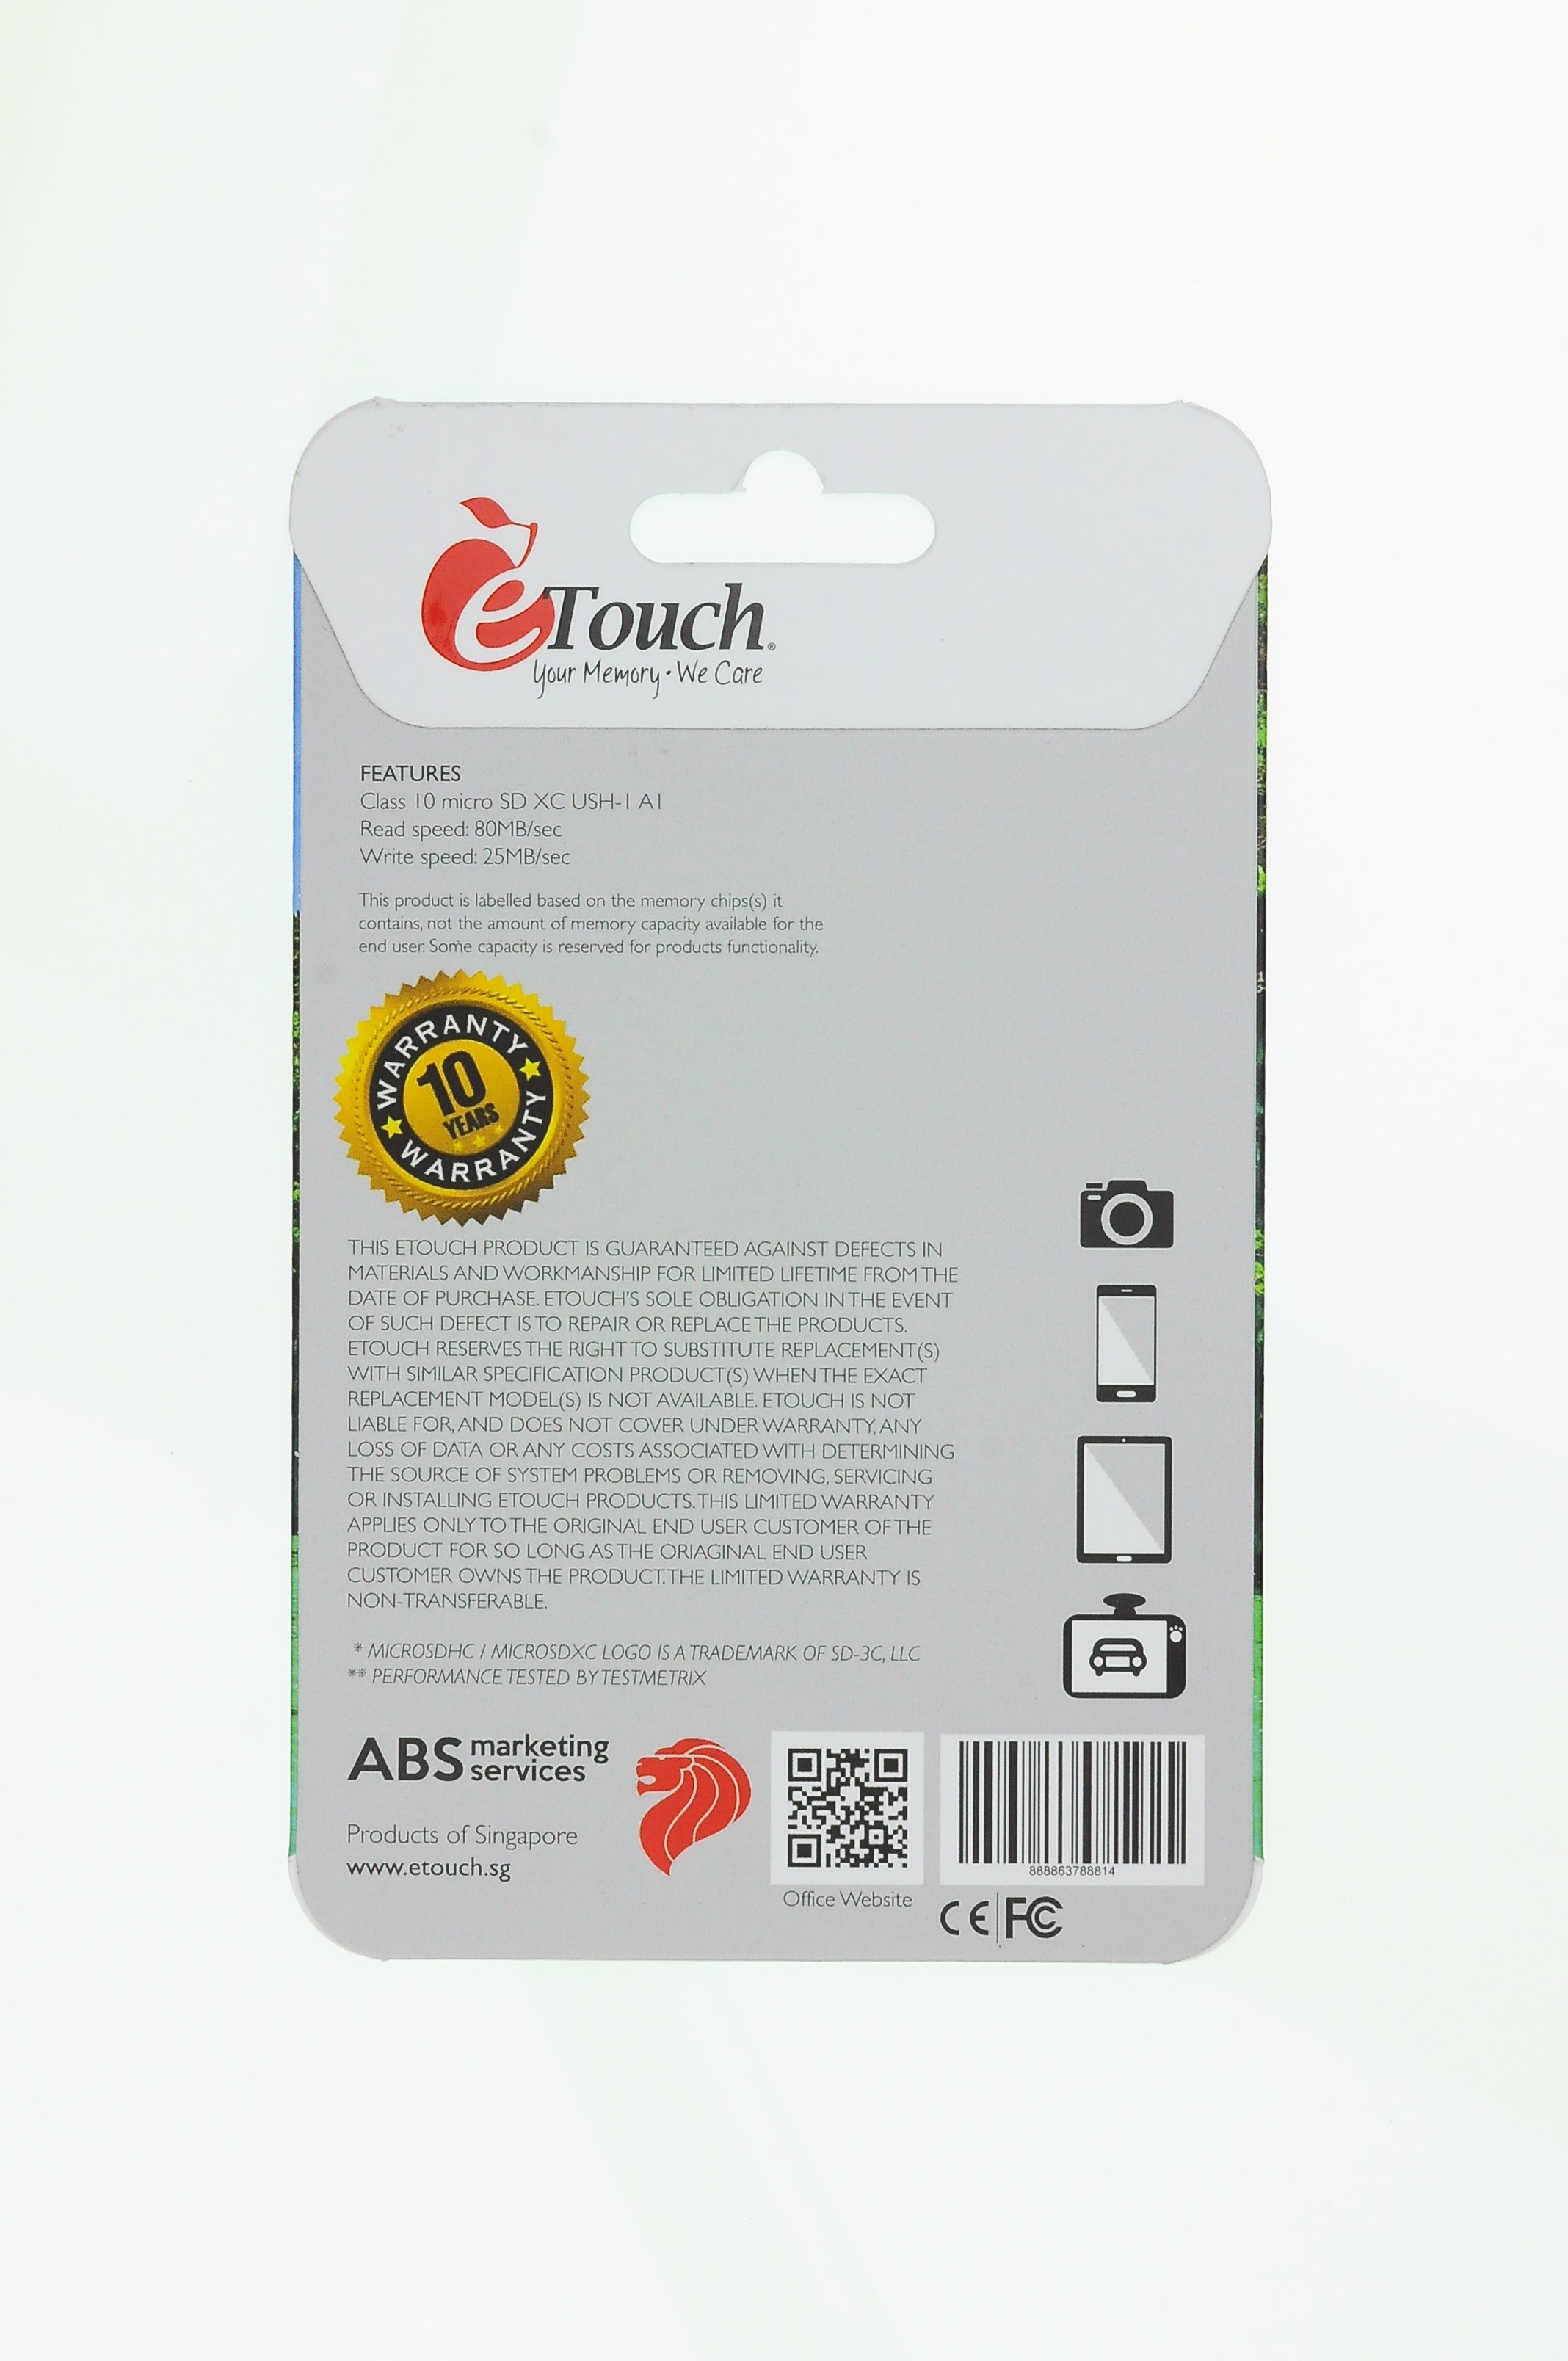 eTouch®
Your Memory • We Care
FEATURES
Class 10 micro SD XC USH-1 A1
Read speed: 80MB/sec
Write speed: 25MB/sec
This product is labelled based on the memory chips(s) it
contains, not the amount of memory capacity available for the
end user. Some capacity is reserved for products functionality.
WARRANTY
10
YEARS
WARRANTY
THIS ETOUCH PRODUCT IS GUARANTEED AGAINST DEFECTS IN
MATERIALS AND WORKMANSHIP FOR LIMITED LIFETIME FROM THE
DATE OF PURCHASE. ETOUCH'S SOLE OBLIGATION IN THE EVENT
OF SUCH DEFECT IS TO REPAIR OR REPLACE THE PRODUCTS.
ETOUCH RESERVES THE RIGHT TO SUBSTITUTE REPLACEMENT(S)
WITH SIMILAR SPECIFICATION PRODUCT(S) WHEN THE EXACT
REPLACEMENT MODEL(S) IS NOT AVAILABLE. ETOUCH IS NOT
LIABLE FOR, AND DOES NOT COVER UNDER WARRANTY, ANY
LOSS OF DATA OR ANY COSTS ASSOCIATED WITH DETERMINING
THE SOURCE OF SYSTEM PROBLEMS OR REMOVING, SERVICING
OR INSTALLING ETOUCH PRODUCTS. THIS LIMITED WARRANTY
APPLIES ONLY TO THE ORIGINAL END USER CUSTOMER OF THE
PRODUCT FOR SO LONG AS THE ORIAGINAL END USER
CUSTOMER OWNS THE PRODUCT. THE LIMITED WARRANTY IS
NON-TRANSFERABLE.
* MICROSDHC / MICROSDXC LOGO IS A TRADEMARK OF SD-3C, LLC
** PERFORMANCE TESTED BY TESTMETRIX
ABS marketing
services
Products of Singapore
www.etouch.sg
Office Website
888863788814
CE FC